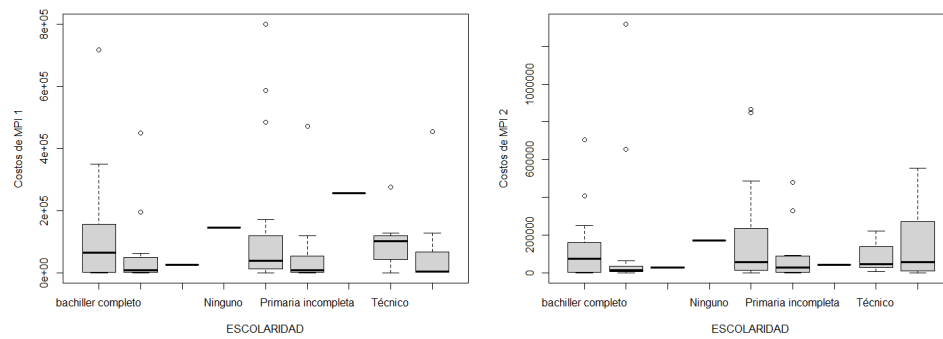 Costos de MPI 1
8e+05
6e+05
4e+05
2e+05
0e+00
bachiller completo Ninguno Primaria incompleta Técnico
ESCOLARIDAD
Costos de MPI 2
1000000
600000
200000
0
bachiller completo Ninguno Primaria incompleta Técnico
ESCOLARIDAD